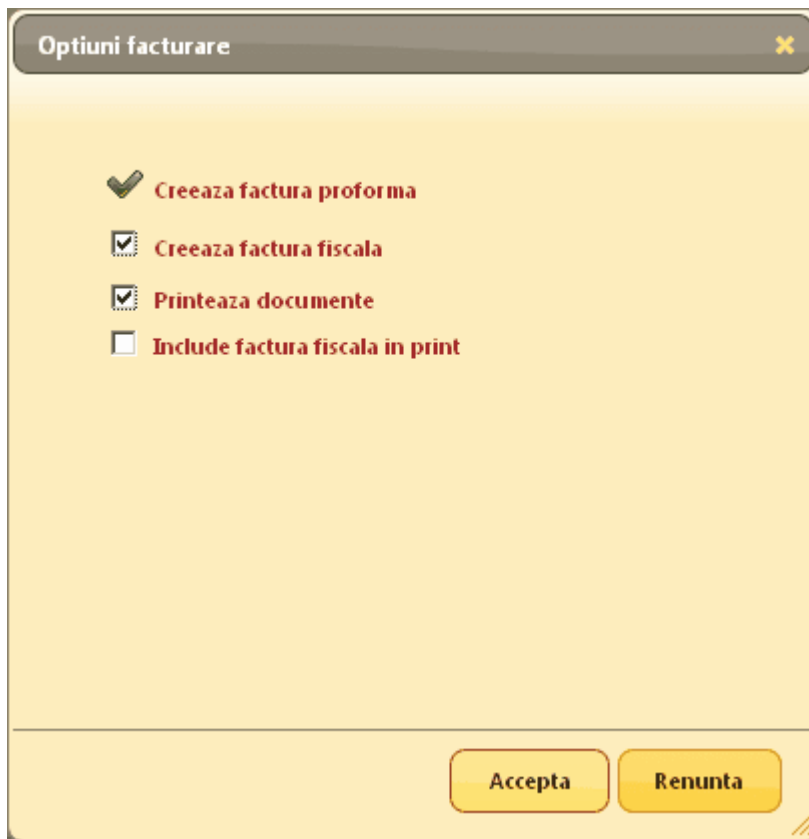 Optiuni facturare
Creeaza factura proforma
Creeaza factura fiscala
Printeaza documente
Include factura fiscala in print
Accepta Renunta